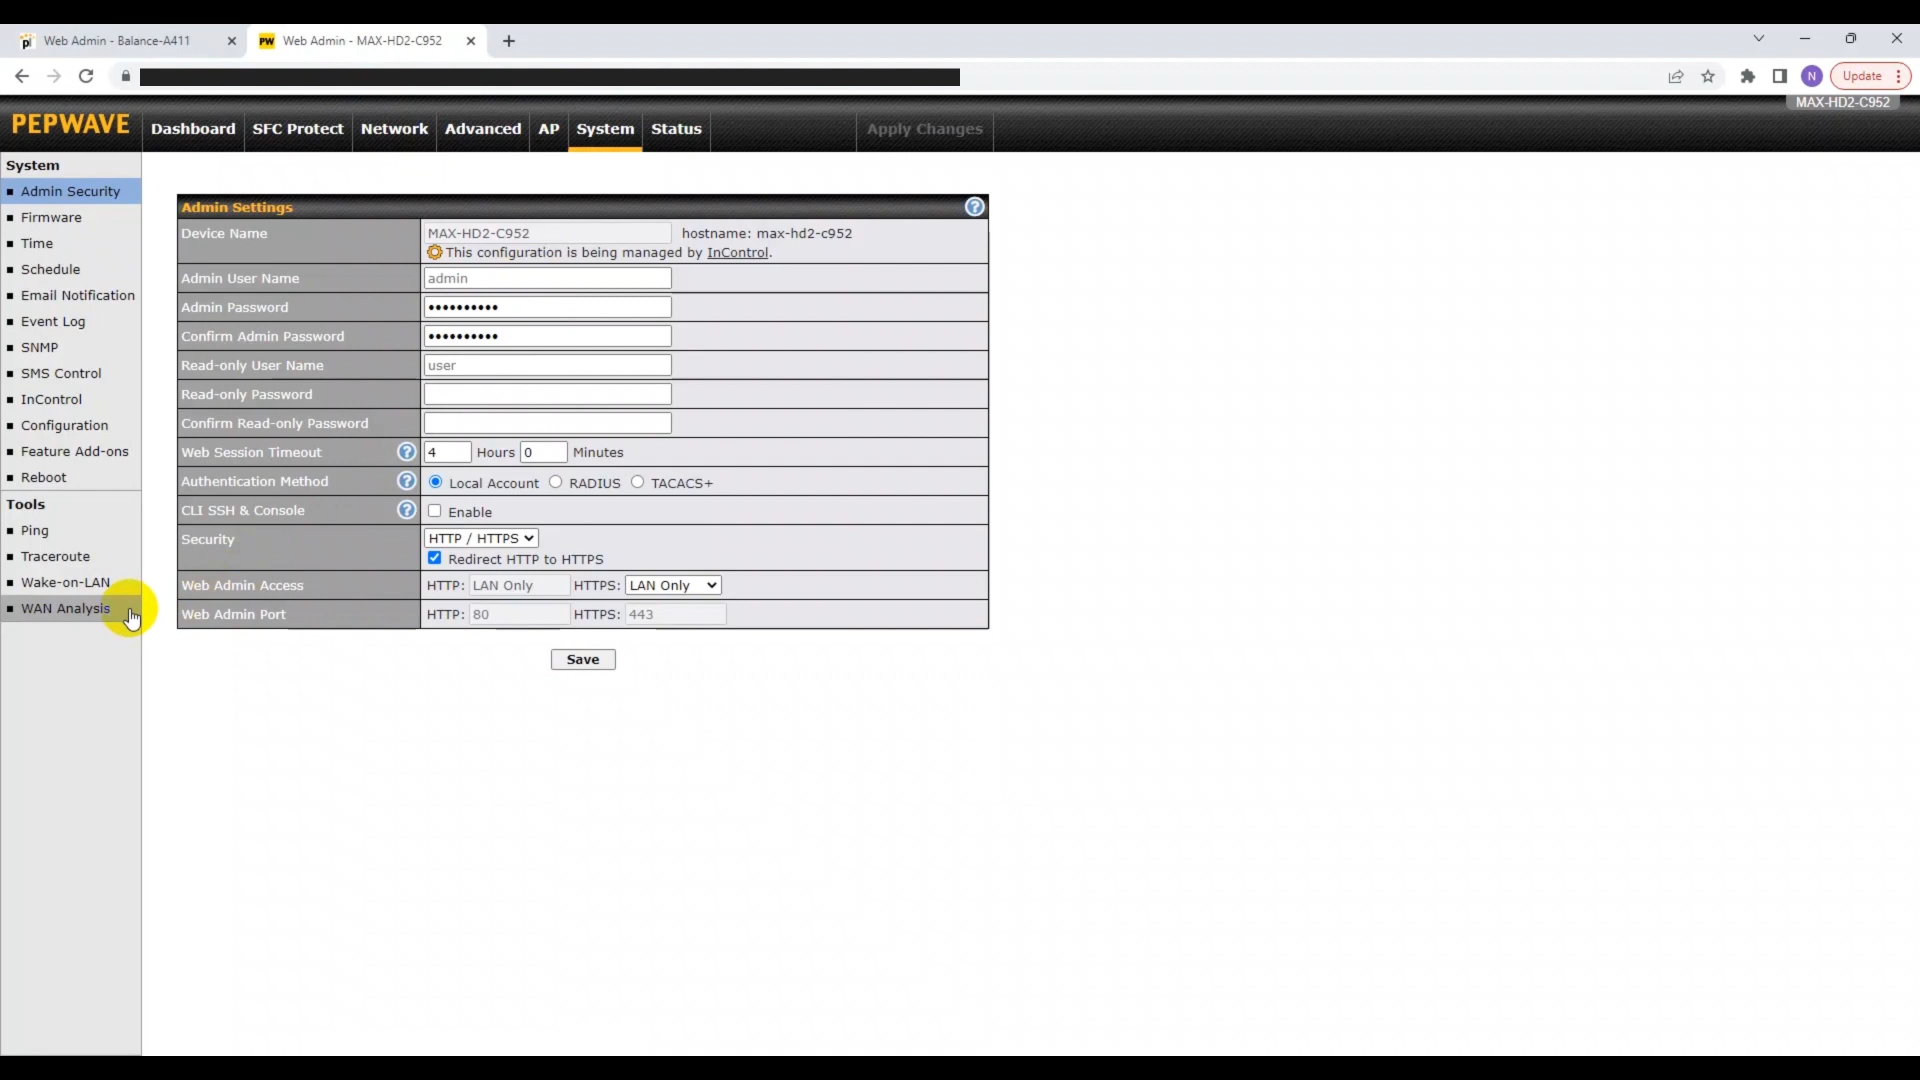 Web Admin - Balance-A411
PW Web Admin - MAX-HD2-C952
N Update
MAX-HD2-C952
PEPWAVE Dashboard SFC Protect Network Advanced AP System Status Apply Changes
System
Admin Security
Firmware
Time
Schedule
Email Notification
Event Log
SNMP
SMS Control
InControl
Configuration
Feature Add-ons
Reboot
Tools
Ping
Traceroute
Wake-on-LAN
WAN Analysis
Admin Settings
Device Name MAX-HD2-C952 hostname: max-hd2-c952
This configuration is being managed by InControl.
Admin User Name admin
Admin Password ••••••••••
Confirm Admin Password ••••••••••
Read-only User Name user
Read-only Password
Confirm Read-only Password
Web Session Timeout 4 Hours 0 Minutes
Authentication Method Local Account RADIUS TACACS+
CLI SSH & Console Enable
Security HTTP / HTTPS
Redirect HTTP to HTTPS
Web Admin Access HTTP: LAN Only HTTPS: LAN Only
Web Admin Port HTTP: 80 HTTPS: 443
Save